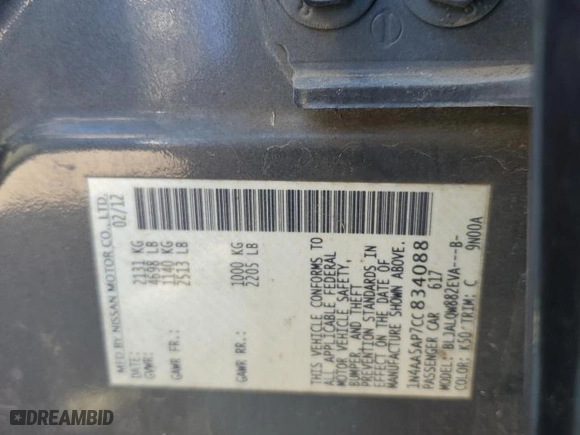 MFD BY NISSAN MOTOR CO., LTD.
02/12
GVWR: 2131 KG
4698 LB
GAWR FR.: 1140 KG
2513 LB
GAWR RR.: 1000 KG
2205 LB
THIS VEHICLE CONFORMS TO
ALL APPLICABLE FEDERAL
MOTOR VEHICLE SAFETY,
BUMPER, AND THEFT
PREVENTION STANDARDS IN
EFFECT ON THE DATE OF
MANUFACTURE SHOWN ABOVE.
1N4AA5AP7CC 834088
PASSENGER CAR 617
MODEL: BLJALQW882EVA---B-
COLOR: K50 TRIM: C 9N00A
DREAMBID